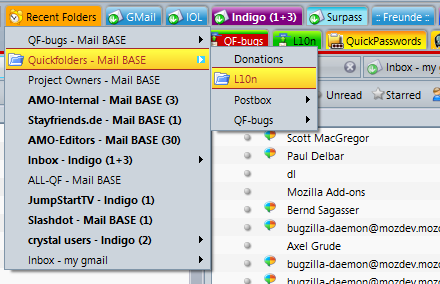 Recent Folders GMail IOL Indigo (1+3) Surpass :: Freunde ::
QF-bugs L10n QuickPasswords
QF-bugs - Mail BASE
Quickfolders - Mail BASE
Project Owners - Mail BASE
AMO-Internal - Mail BASE (3)
Stayfriends.de - Mail BASE (1)
AMO-Editors - Mail BASE (30)
Inbox - Indigo (1+3)
ALL-QF - Mail BASE
JumpStartTV - Indigo (1)
Slashdot - Mail BASE (1)
crystal users - Indigo (2)
Inbox - my gmail
Donations
L10n
Postbox
QF-bugs
Inbox - my
Unread Starred
Scott MacGregor
Paul Delbar
dl
Mozilla Add-ons
Bernd Sagasser
bugzilla-daemon@mozdev.moz
Axel Grude
bugzilla-daemon@mozdev.moz
bugzilla-daemon@mozdev.moz